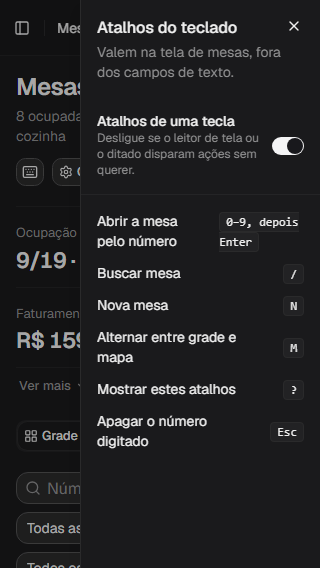 Mesas
Atalhos do teclado
Valem na tela de mesas, fora
dos campos de texto.
Atalhos de uma tecla
Desligue se o leitor de tela ou
o ditado disparam ações sem
querer.
Abrir a mesa
pelo número
0–9, depois
Enter
Buscar mesa
/
Nova mesa
N
Alternar entre grade e
mapa
M
Mostrar estes atalhos
?
Apagar o número
digitado
Esc
8 ocupada
cozinha
Ocupação
9/19 ·
R$ 159
Ver mais
Grade
Todas as